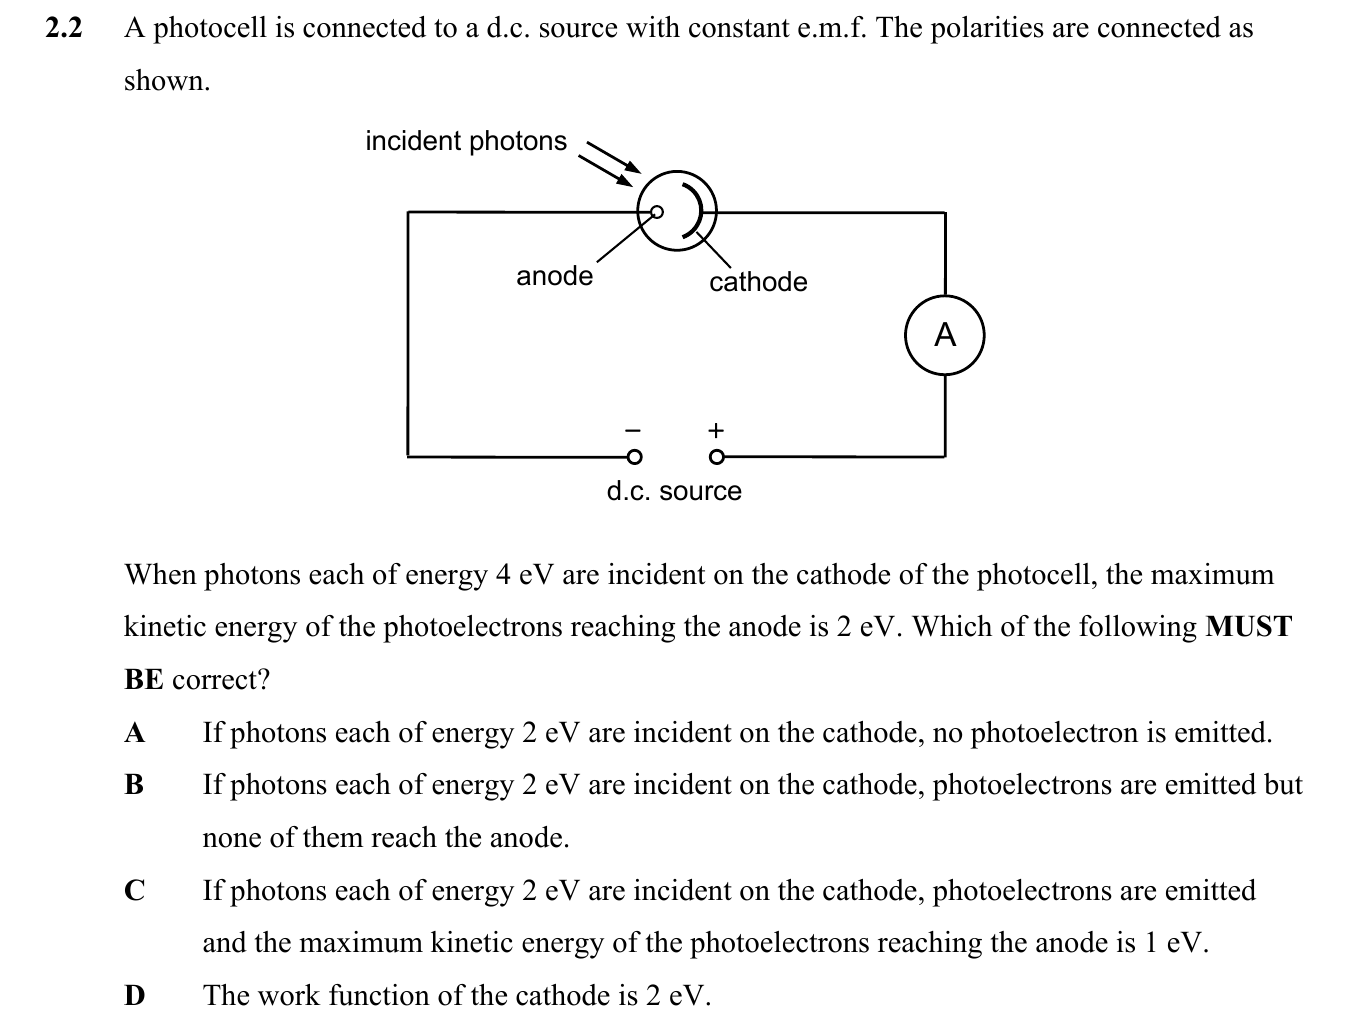 2.2 A photocell is connected to a d.c. source with constant e.m.f. The polarities are connected as
shown.
incident photons
anode
cathode
A
− +
d.c. source
When photons each of energy 4 eV are incident on the cathode of the photocell, the maximum
kinetic energy of the photoelectrons reaching the anode is 2 eV. Which of the following MUST
BE correct?
A If photons each of energy 2 eV are incident on the cathode, no photoelectron is emitted.
B If photons each of energy 2 eV are incident on the cathode, photoelectrons are emitted but
none of them reach the anode.
C If photons each of energy 2 eV are incident on the cathode, photoelectrons are emitted
and the maximum kinetic energy of the photoelectrons reaching the anode is 1 eV.
D The work function of the cathode is 2 eV.